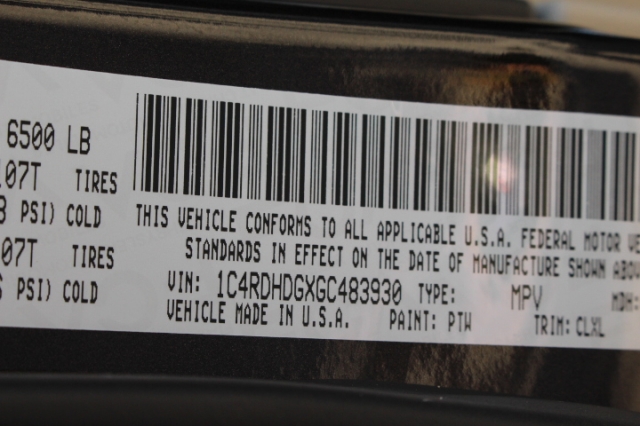 6500 LB
07T TIRES
PSI) COLD
07T TIRES
PSI) COLD
THIS VEHICLE CONFORMS TO ALL APPLICABLE U.S.A. FEDERAL MOTOR
STANDARDS IN EFFECT ON THE DATE OF MANUFACTURE SHOWN
VIN: 1C4RDHDGXGC483930 TYPE: MPV MDH:
VEHICLE MADE IN U.S.A. PAINT: PTW TRIM: CLXL